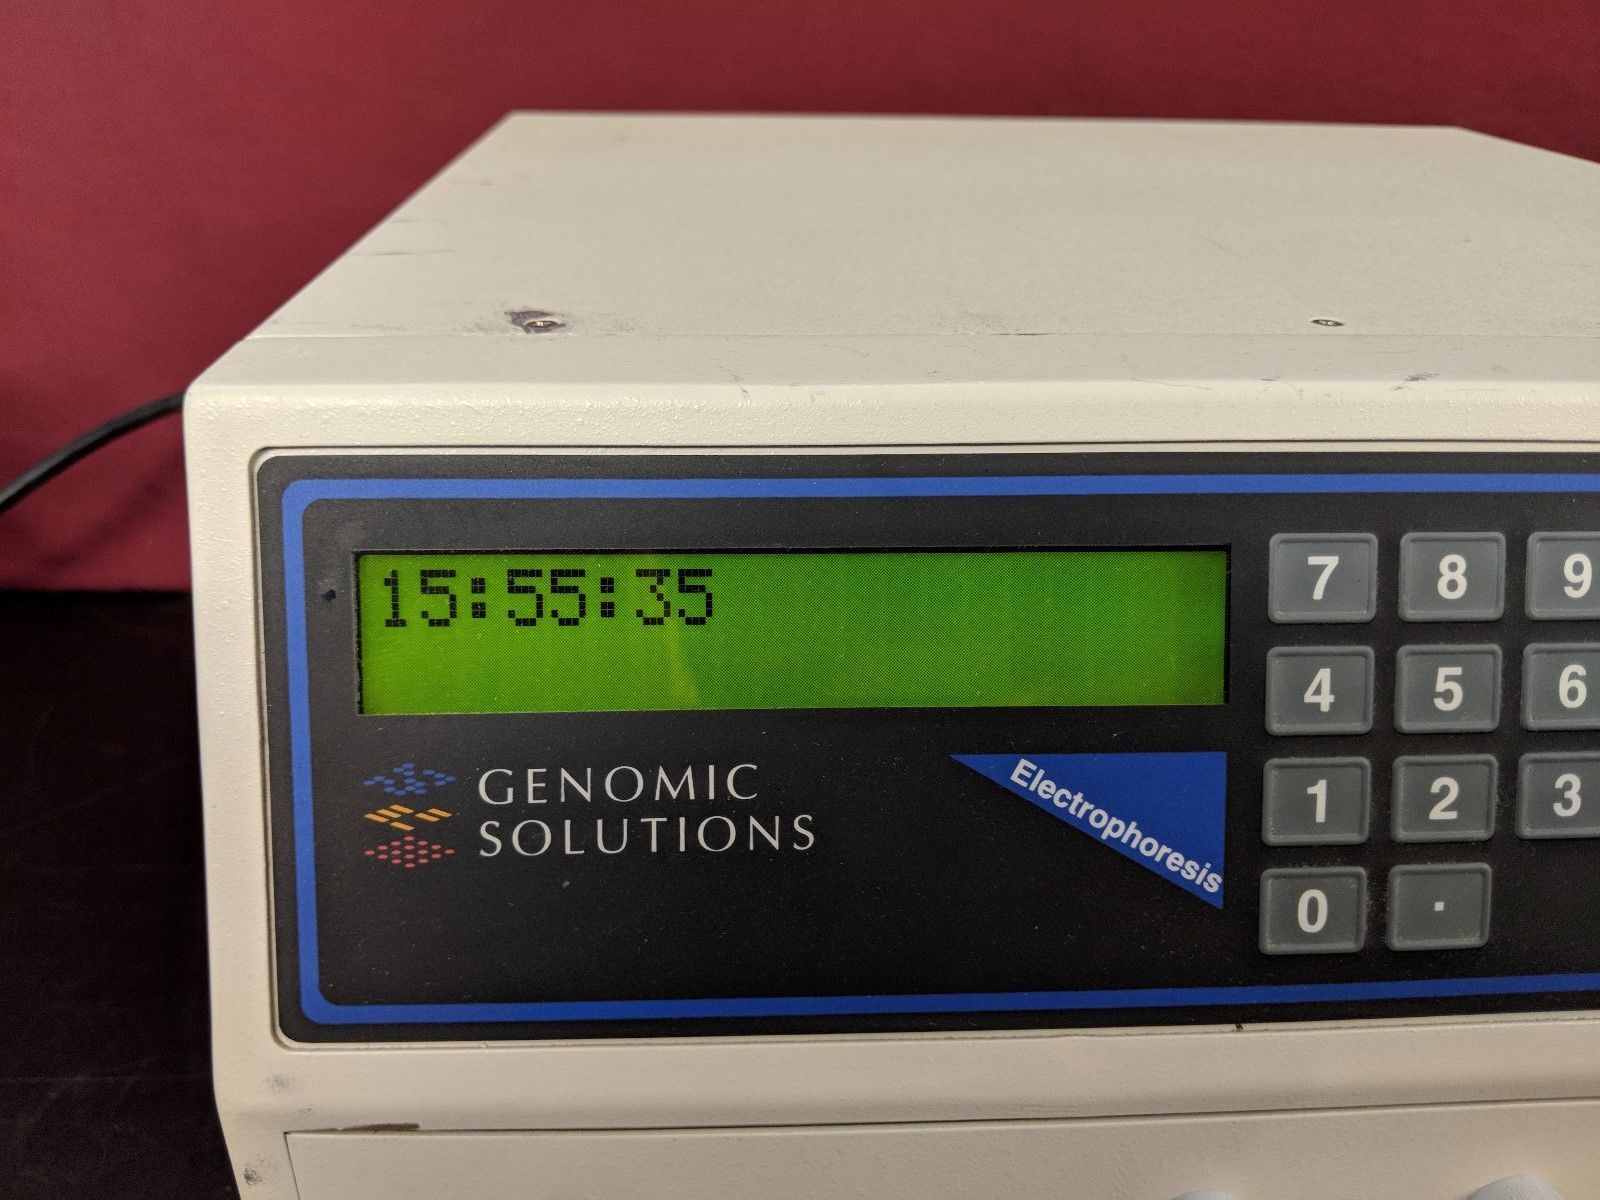 15:55:35
GENOMIC
SOLUTIONS
Electrophoresis
7 8 9
4 5 6
1 2 3
0 .